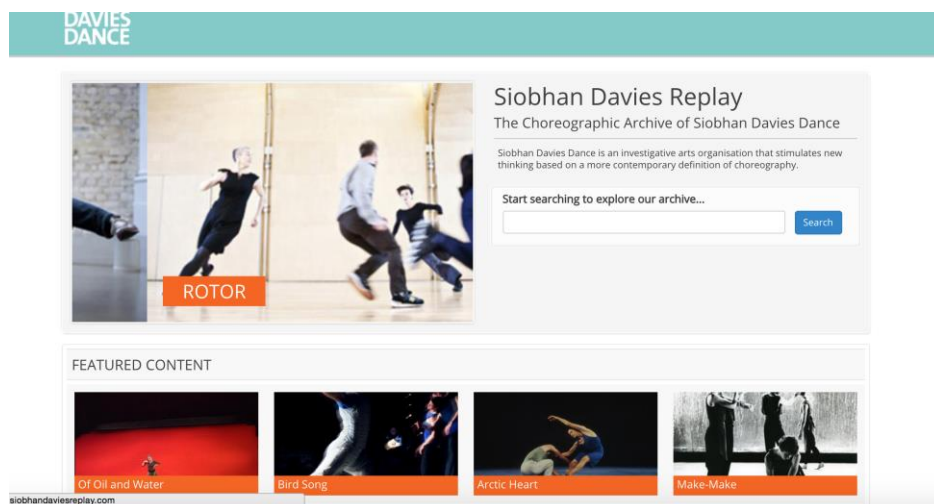 DAVIES
DANCE
Siobhan Davies Replay
The Choreographic Archive of Siobhan Davies Dance
Siobhan Davies Dance is an investigative arts organisation that stimulates new
thinking based on a more contemporary definition of choreography.
Start searching to explore our archive...
Search
ROTOR
FEATURED CONTENT
Of Oil and Water
Bird Song
Arctic Heart
Make-Make
siobhandaviesreplay.com